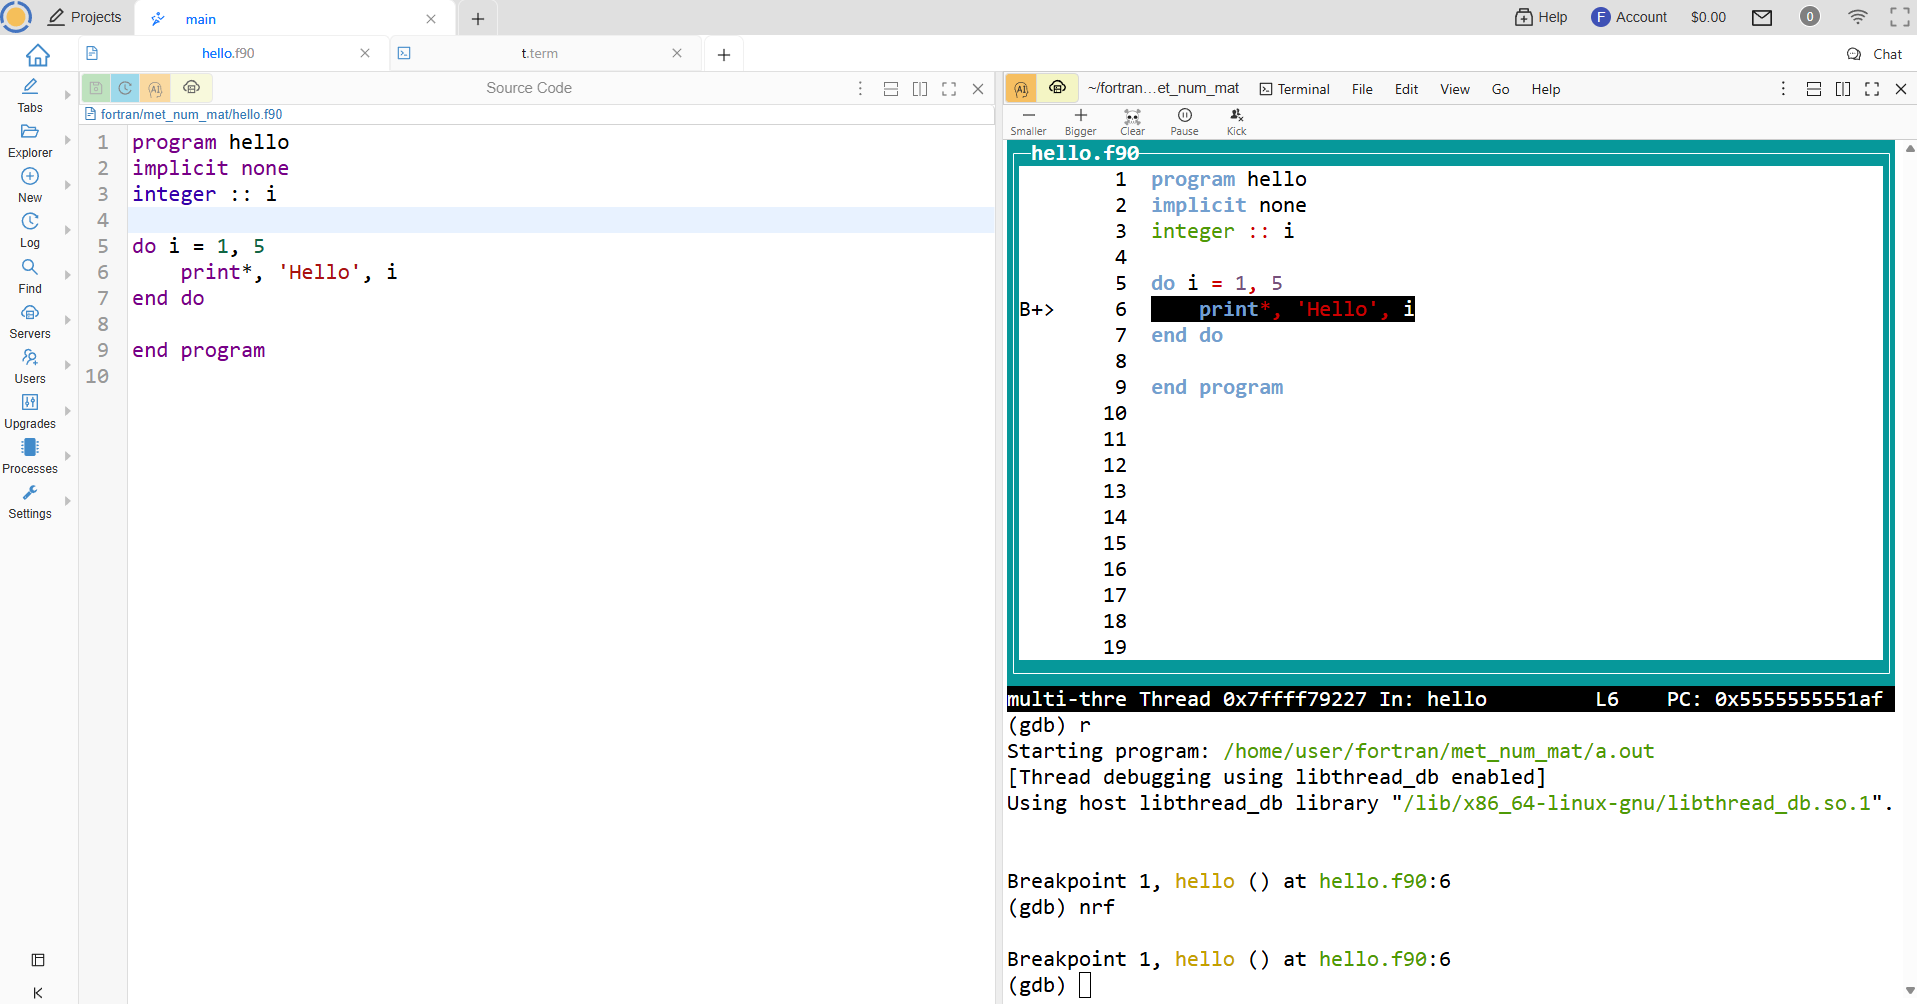 Projects
main
Help
F Account
$0.00
0
hello.f90
t.term
Chat
Tabs
Explorer
New
Log
Find
Servers
Users
Upgrades
Processes
Settings
AI
Source Code
fortran/met_num_mat/hello.f90
1 program hello
2 implicit none
3 integer :: i
4
5 do i = 1, 5
6     print*, 'Hello', i
7 end do
8
9 end program
10
AI ~/fortran…et_num_mat Terminal File Edit View Go Help
Smaller Bigger Clear Pause Kick
hello.f90
1 program hello
2 implicit none
3 integer :: i
4
5 do i = 1, 5
B+> 6     print*, 'Hello', i
7 end do
8
9 end program
10
11
12
13
14
15
16
17
18
19
multi-thre Thread 0x7ffff79227 In: hello L6 PC: 0x5555555551af
(gdb) r
Starting program: /home/user/fortran/met_num_mat/a.out
[Thread debugging using libthread_db enabled]
Using host libthread_db library "/lib/x86_64-linux-gnu/libthread_db.so.1".
Breakpoint 1, hello () at hello.f90:6
(gdb) nrf
Breakpoint 1, hello () at hello.f90:6
(gdb)